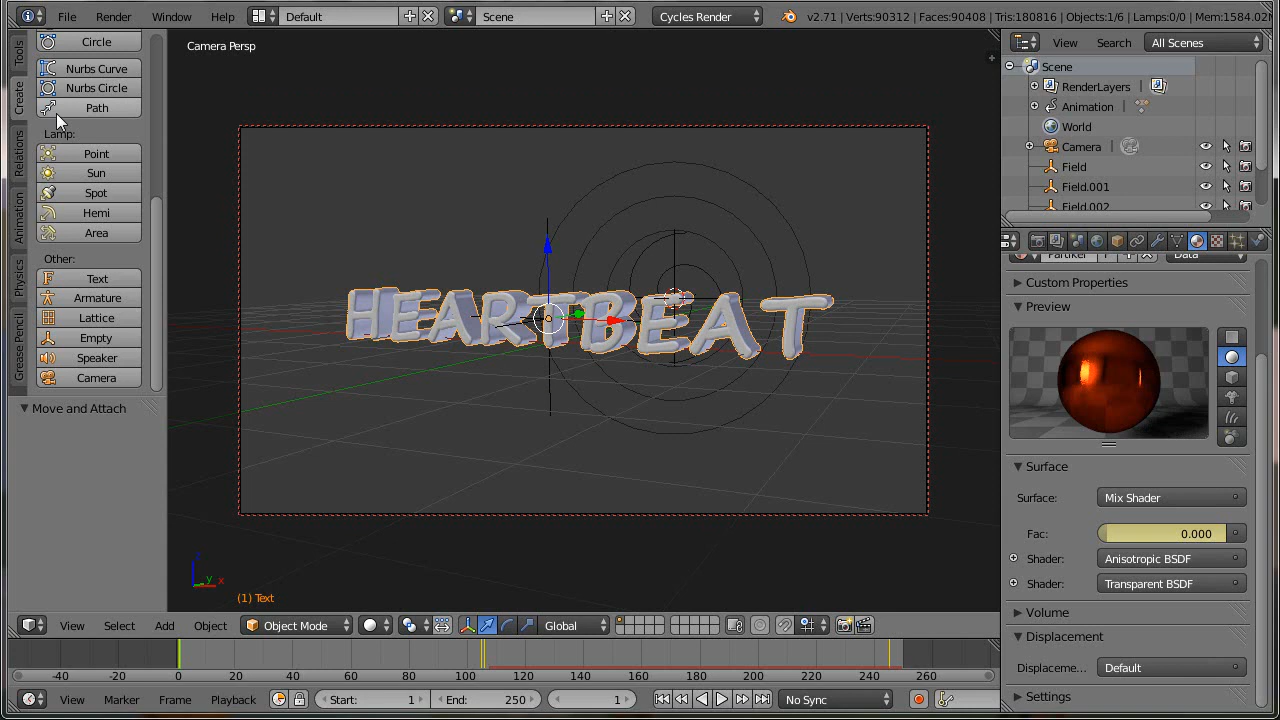 File Render Window Help Default Scene Cycles Render v2.71 | Verts:90312 | Faces:90408 | Tris:180816 | Objects:1/6 | Lamps:0/0 | Mem:1584.02
Tools
Create
Relations
Animation
Physics
Grease Pencil
Circle
Nurbs Curve
Nurbs Circle
Path
Lamp:
Point
Sun
Spot
Hemi
Area
Other:
Text
Armature
Lattice
Empty
Speaker
Camera
Move and Attach
Camera Persp
HEARTBEAT
z
y x
(1) Text
View Select Add Object Object Mode Global
-40 -20 0 20 40 60 80 100 120 140 160 180 200 220 240 260
View Marker Frame Playback Start: 1 End: 250 1 No Sync
View Search All Scenes
Scene
RenderLayers
Animation
World
Camera
Field
Field.001
Field.002
Partikel Data
Custom Properties
Preview
Surface
Surface: Mix Shader
Fac: 0.000
Shader: Anisotropic BSDF
Shader: Transparent BSDF
Volume
Displacement
Displaceme... Default
Settings